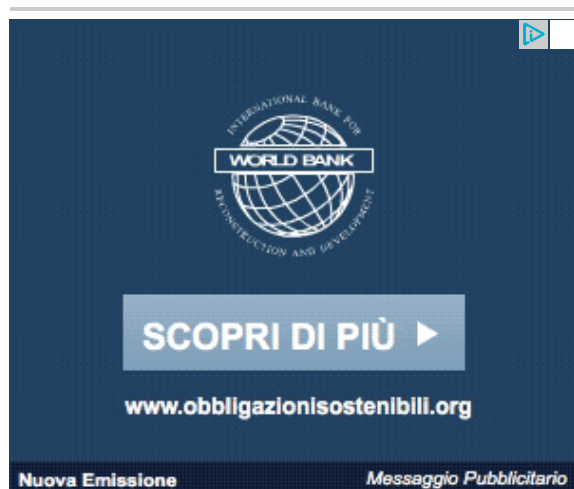 INTERNATIONAL BANK FOR
WORLD BANK
RECONSTRUCTION AND DEVELOPMENT
SCOPRI DI PIÙ
www.obbligazionisostenibili.org
Nuova Emissione
Messaggio Pubblicitario